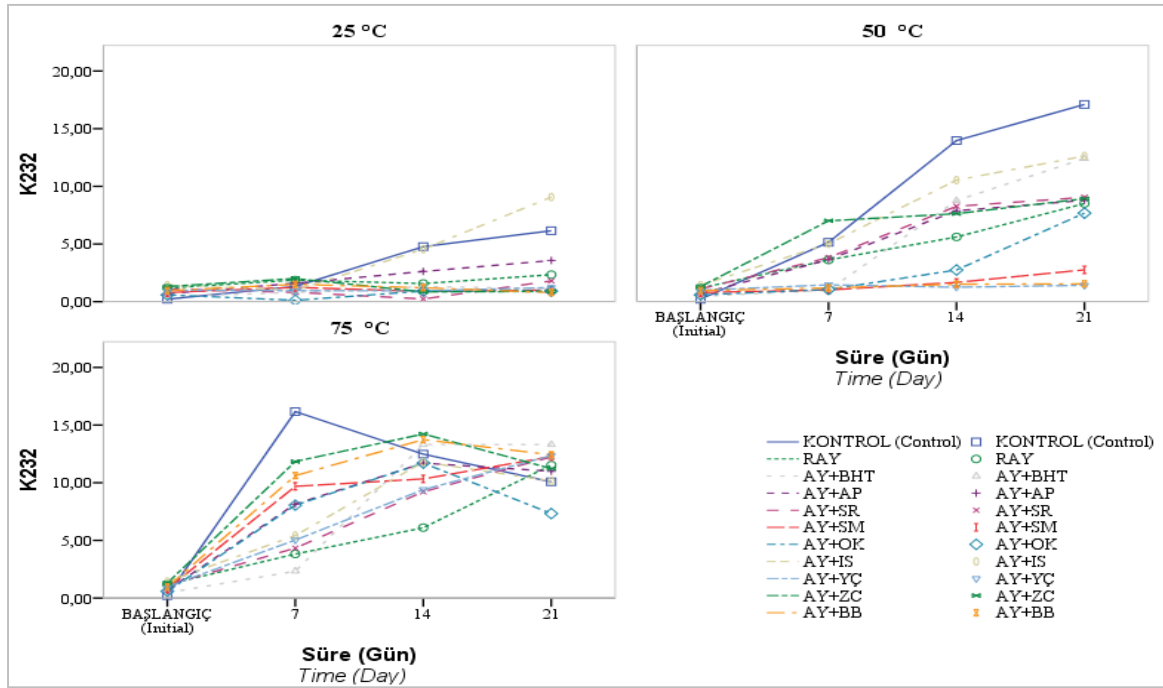 25 °C
50 °C
20,00
15,00
10,00
5,00
0,00
K232
BAŞLANGIÇ
(Initial)
7
14
21
Süre (Gün)
Time (Day)
75 °C
20,00
15,00
10,00
5,00
0,00
K232
BAŞLANGIÇ
(Initial)
7
14
21
Süre (Gün)
Time (Day)
KONTROL (Control) KONTROL (Control)
RAY RAY
AY+BHT AY+BHT
AY+AP AY+AP
AY+SR AY+SR
AY+SM AY+SM
AY+OK AY+OK
AY+IS AY+IS
AY+YÇ AY+YÇ
AY+ZC AY+ZC
AY+BB AY+BB